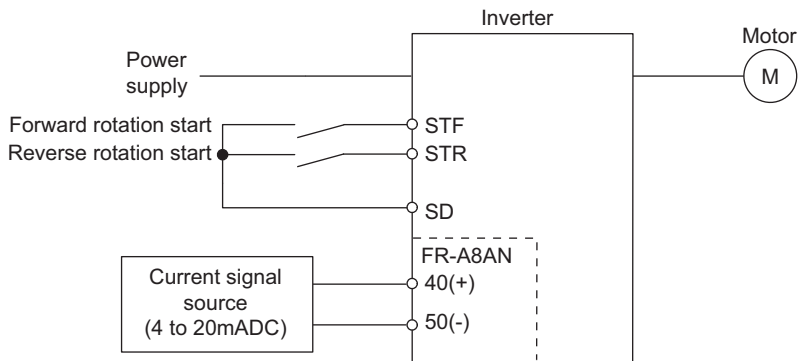 Inverter
Motor
M
Power
supply
Forward rotation start
Reverse rotation start
STF
STR
SD
FR-A8AN
40(+)
50(-)
Current signal
source
(4 to 20mADC)